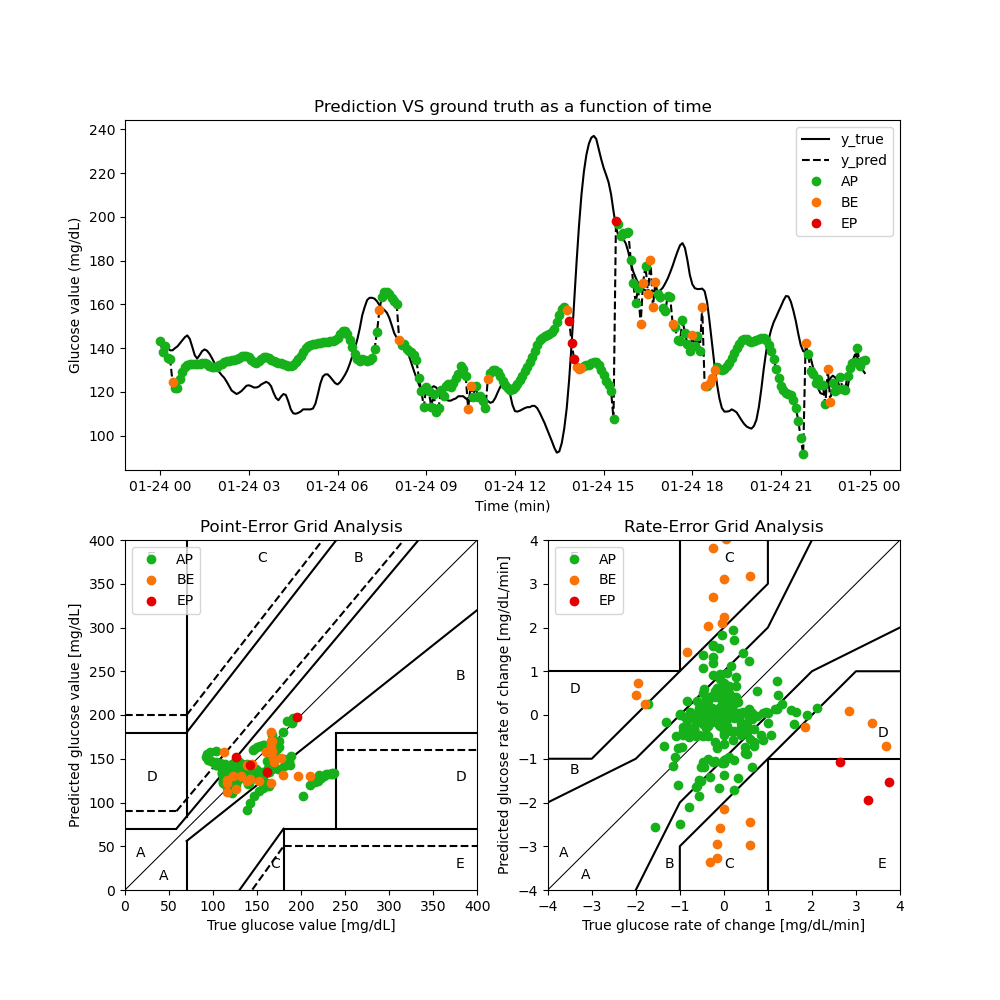 Prediction VS ground truth as a function of time
Glucose value (mg/dL)
240
220
200
180
160
140
120
100
y_true
y_pred
AP
BE
EP
01-24 00
01-24 03
01-24 06
01-24 09
01-24 12
01-24 15
01-24 18
01-24 21
01-25 00
Time (min)
Point-Error Grid Analysis
Predicted glucose value [mg/dL]
400
350
300
250
200
150
100
50
0
AP
BE
EP
C
B
B
D
D
A
A
C
E
0
50
100
150
200
250
300
350
400
True glucose value [mg/dL]
Rate-Error Grid Analysis
Predicted glucose rate of change [mg/dL/min]
4
3
2
1
0
−1
−2
−3
−4
AP
BE
EP
C
D
D
B
A
A
B
C
E
−4
−3
−2
−1
0
1
2
3
4
True glucose rate of change [mg/dL/min]